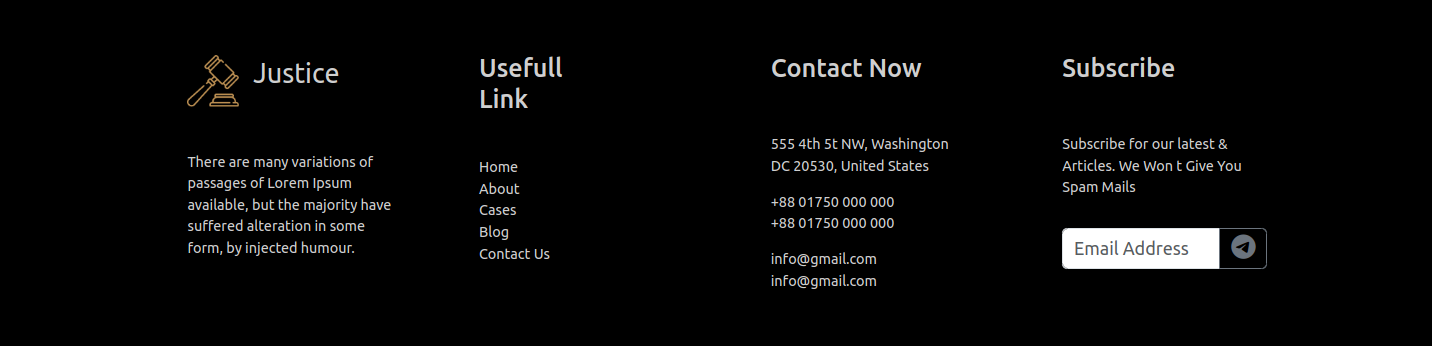 Justice
There are many variations of
passages of Lorem Ipsum
available, but the majority have
suffered alteration in some
form, by injected humour.
Usefull
Link
Home
About
Cases
Blog
Contact Us
Contact Now
555 4th 5t NW, Washington
DC 20530, United States
+88 01750 000 000
+88 01750 000 000
info@gmail.com
info@gmail.com
Subscribe
Subscribe for our latest &
Articles. We Won t Give You
Spam Mails
Email Address